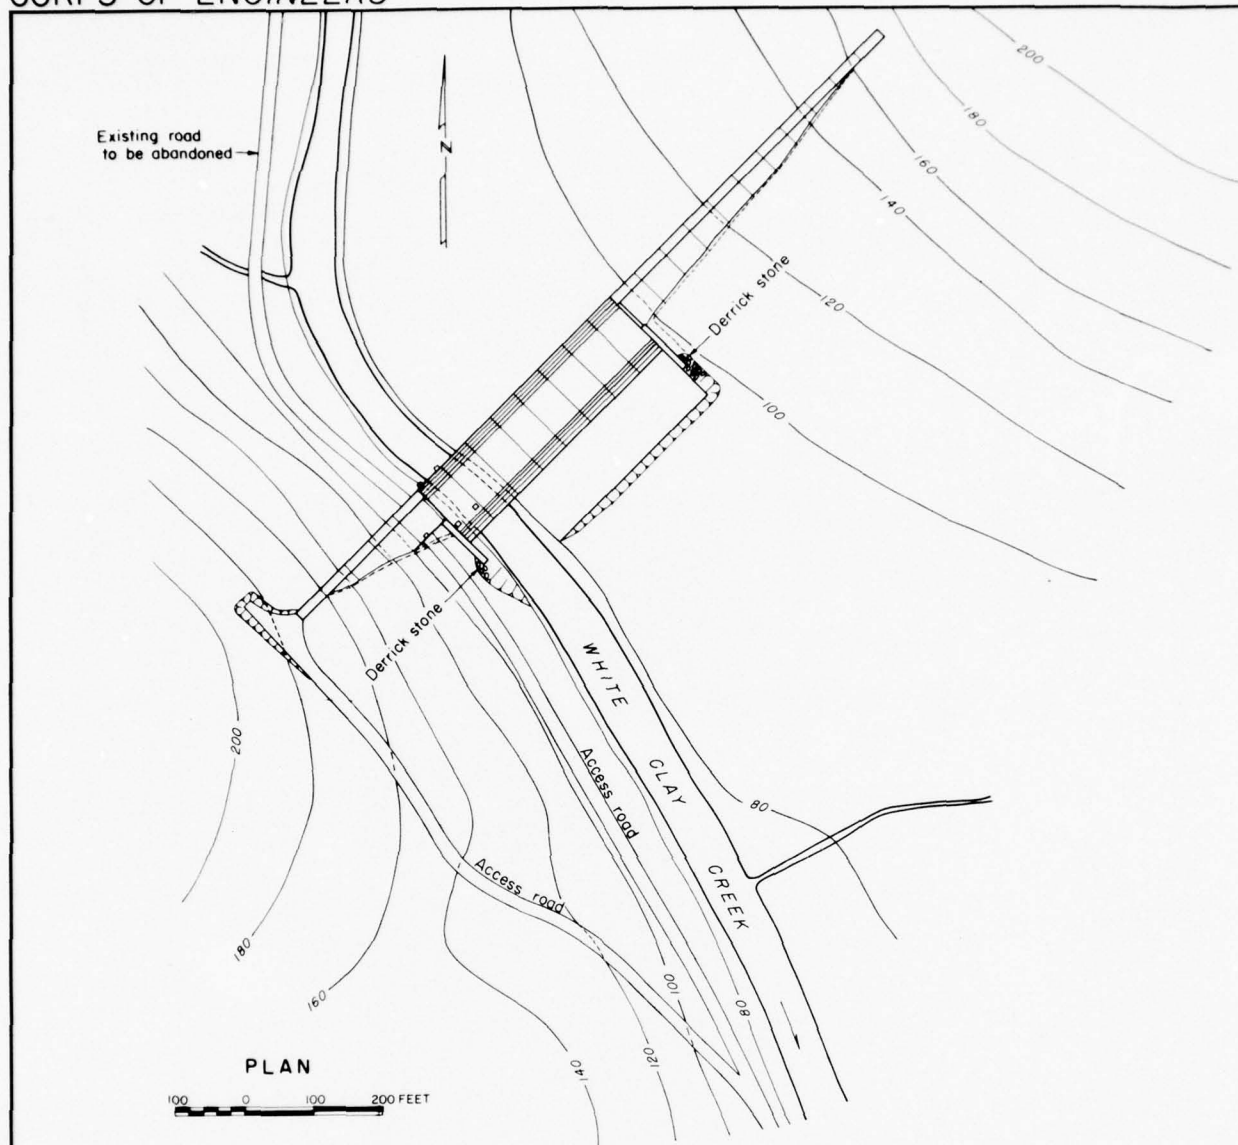 CORPS OF ENGINEERS
200
180
160
140
120
100
Existing road
to be abandoned
N
Derrick stone
Derrick stone
WHITE CLAY CREEK
80
Access road
Access road
200
180
160
140
120
100
80
PLAN
100 0 100 200 FEET